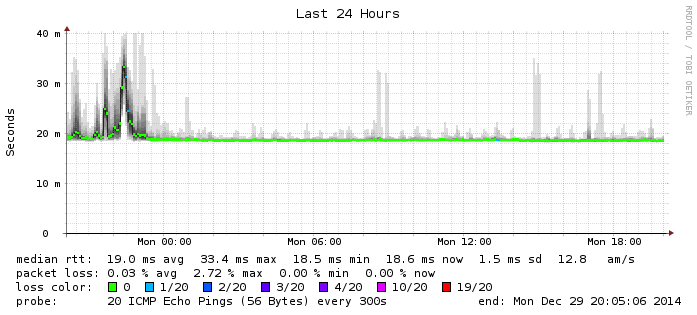 Last 24 Hours
RRDTOOL / TOBI OETIKER
Seconds
40 m
30 m
20 m
10 m
0
Mon 00:00 Mon 06:00 Mon 12:00 Mon 18:00
median rtt: 19.0 ms avg 33.4 ms max 18.5 ms min 18.6 ms now 1.5 ms sd 12.8 am/s
packet loss: 0.03 % avg 2.72 % max 0.00 % min 0.00 % now
loss color: 0 1/20 2/20 3/20 4/20 10/20 19/20
probe: 20 ICMP Echo Pings (56 Bytes) every 300s end: Mon Dec 29 20:05:06 2014